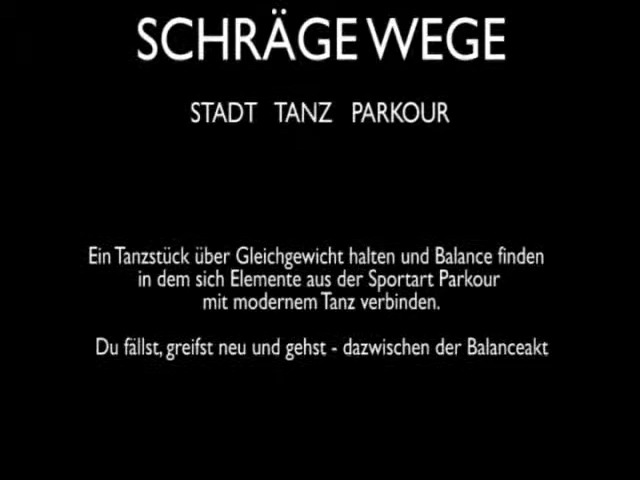 SCHRÄGE WEGE
STADT TANZ PARKOUR
Ein Tanzstück über Gleichgewicht halten und Balance finden
in dem sich Elemente aus der Sportart Parkour
mit modernem Tanz verbinden.
Du fällst, greifst neu und gehst - dazwischen der Balanceakt